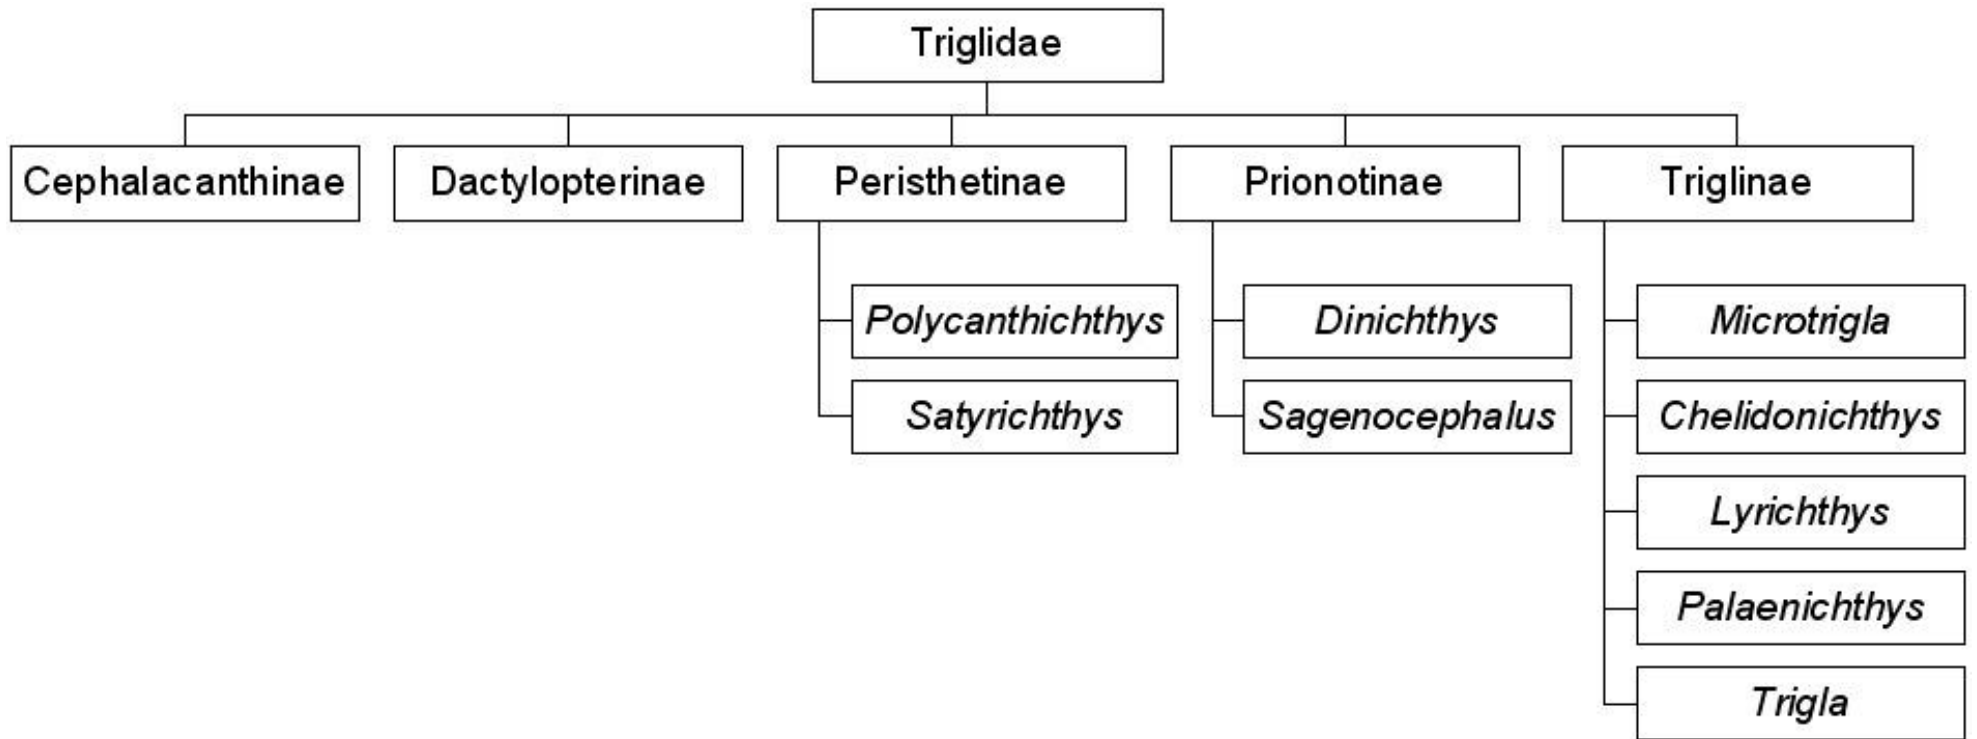 Triglidae
Cephalacanthinae
Dactylopterinae
Peristhetinae
Prionotinae
Triglinae
Polycanthichthys
Satyrichthys
Dinichthys
Sagenocephalus
Microtrigla
Chelidonichthys
Lyrichthys
Palaenichthys
Trigla